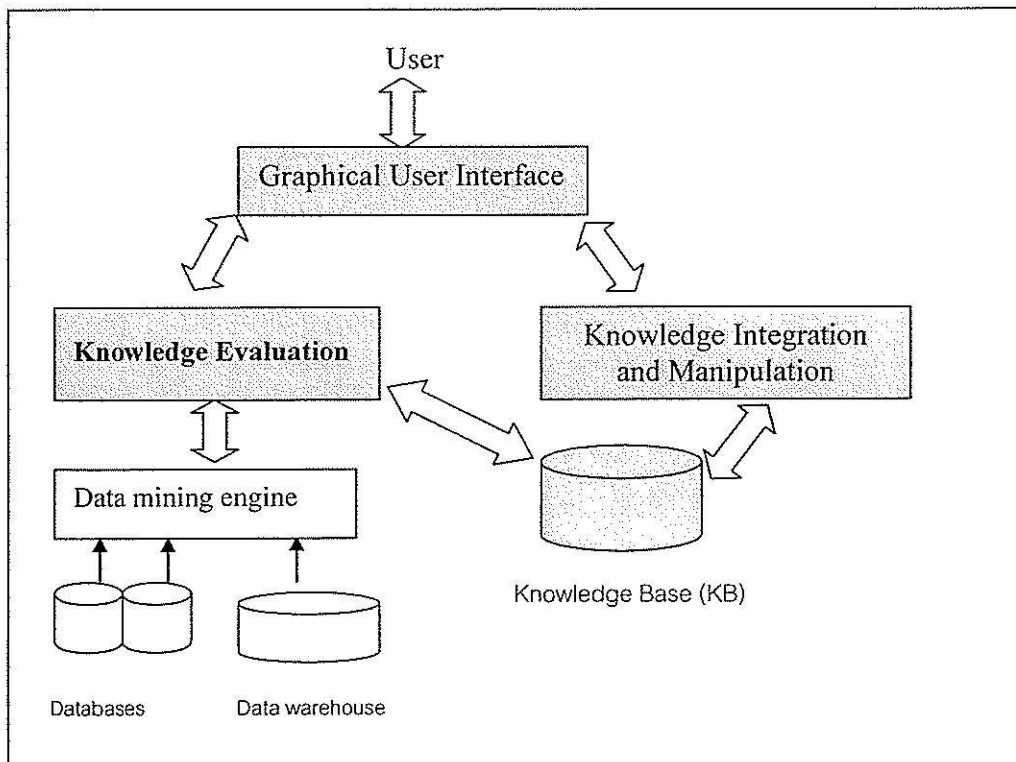 User
Graphical User Interface
Knowledge Evaluation
Knowledge Integration
and Manipulation
Data mining engine
Knowledge Base (KB)
Databases
Data warehouse